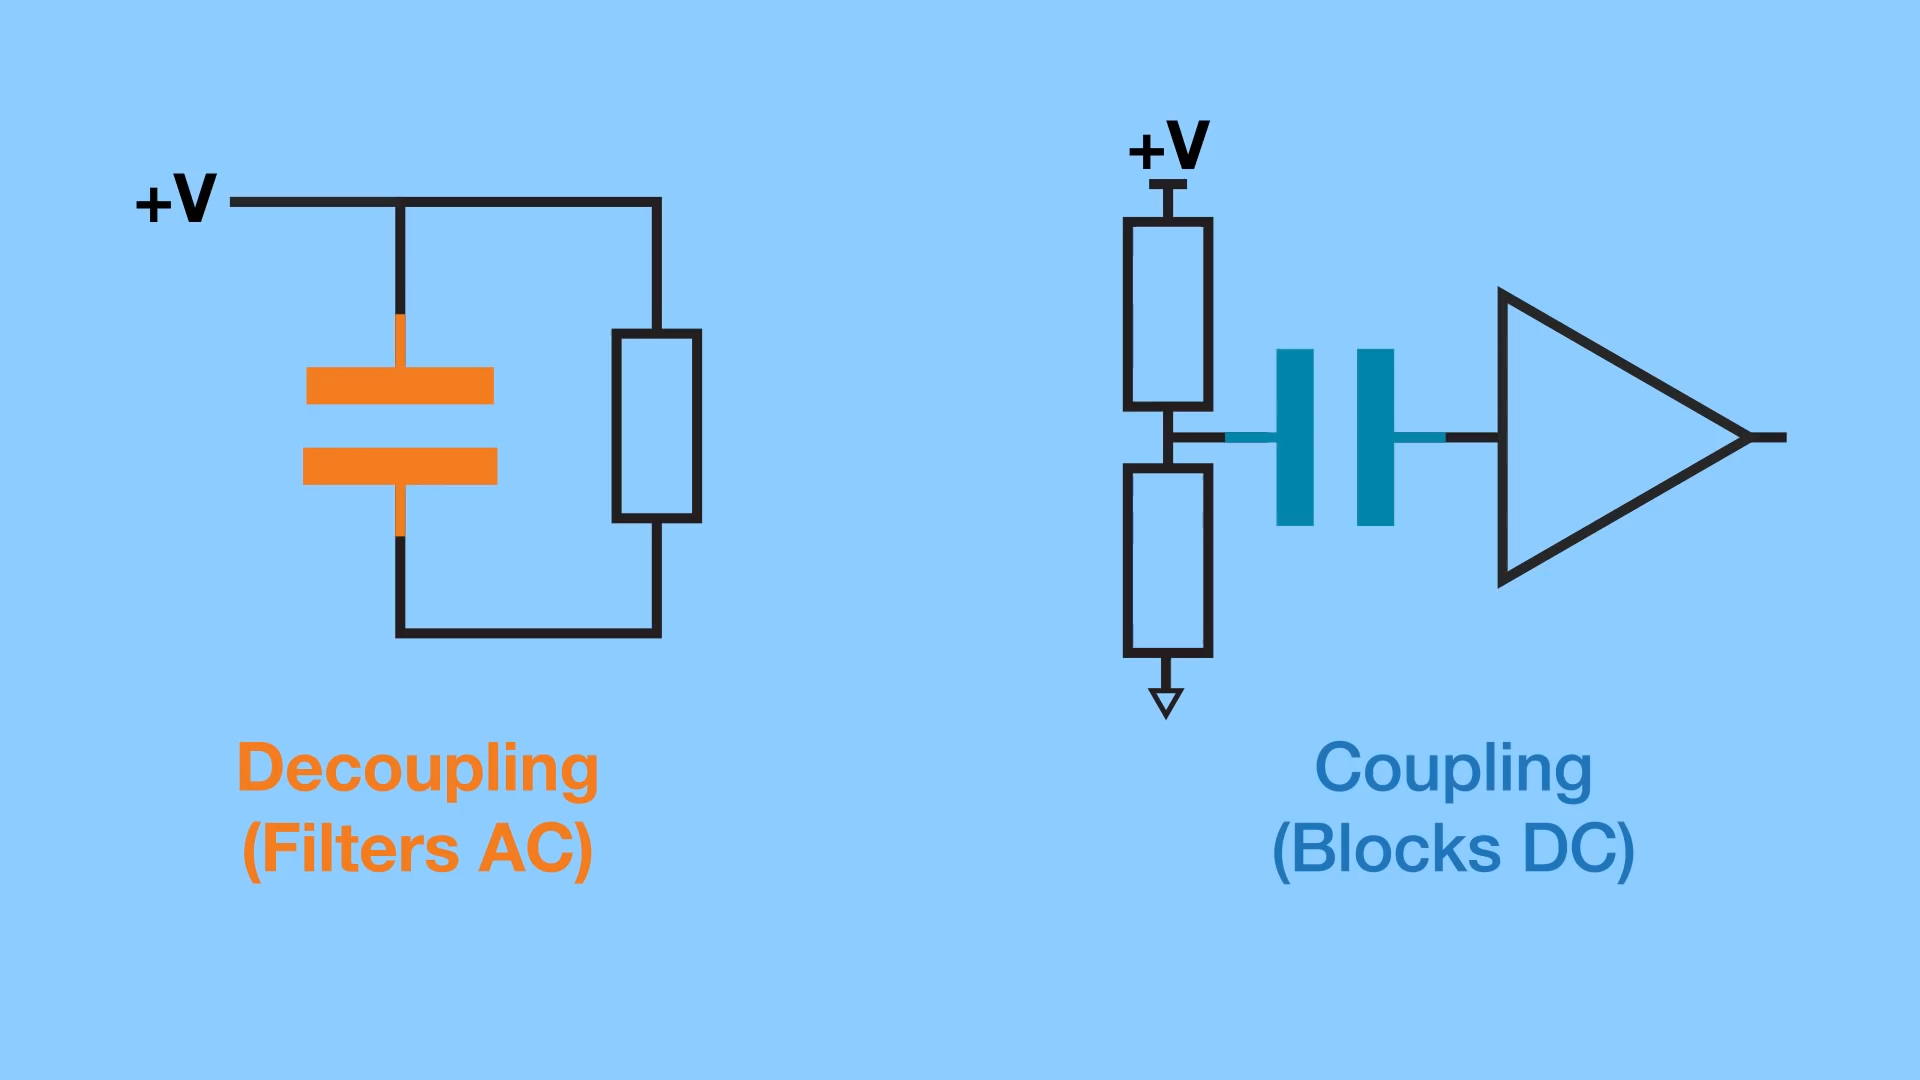 +V
+V
Decoupling
(Filters AC)
Coupling
(Blocks DC)